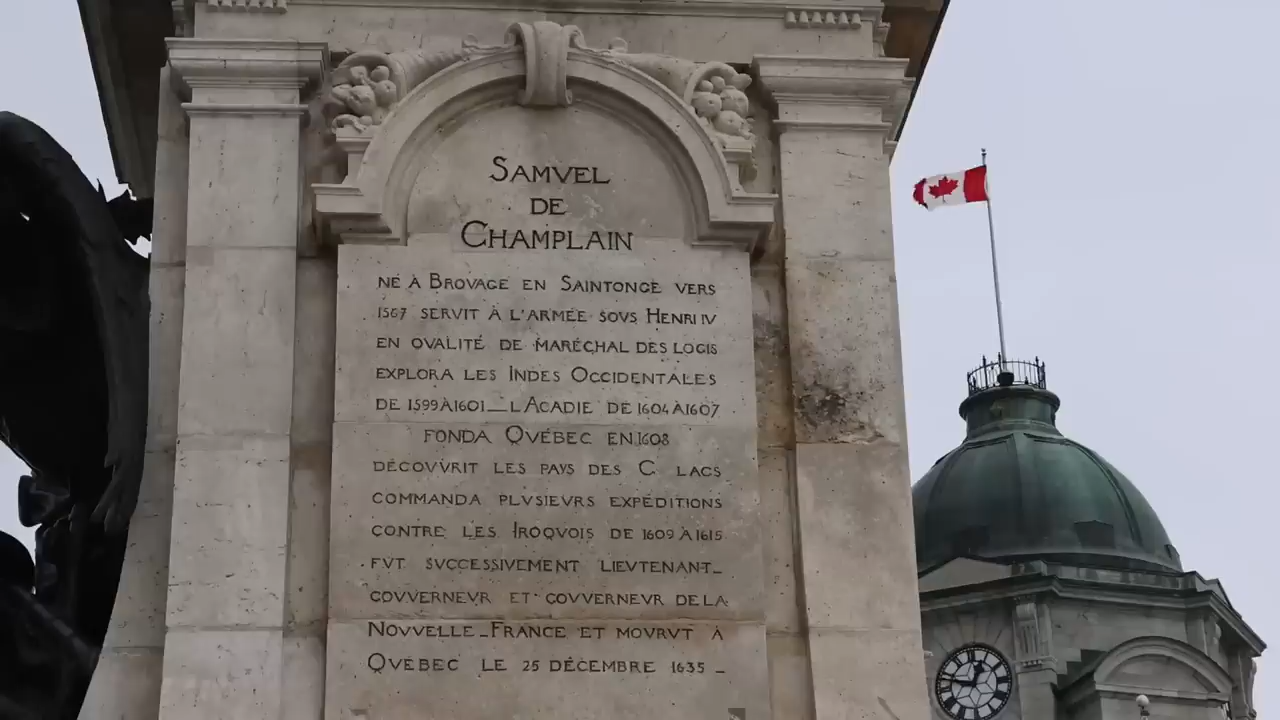 SAMVEL
DE
CHAMPLAIN
NÉ À BROVAGE EN SAINTONGE VERS
1567 SERVIT À L'ARMÉE SOVS HENRI IV
EN QVALITÉ DE MARÉCHAL DES LOGIS
EXPLORA LES INDES OCCIDENTALES
DE 1599 À 1601 _ L'ACADIE DE 1604 À 1607
FONDA QVÉBEC EN 1608
DÉCOVVRIT LES PAYS DES G LACS
COMMANDA PLVSIEVRS EXPÉDITIONS
CONTRE LES IROQVOIS DE 1609 À 1615
FVT SVCCESSIVEMENT LIEVTENANT_
GOVVERNEVR ET GOVVERNEVR DE LA
NOVVELLE_FRANCE ET MOVRVT À
QVÉBEC LE 25 DÉCEMBRE 1635 _